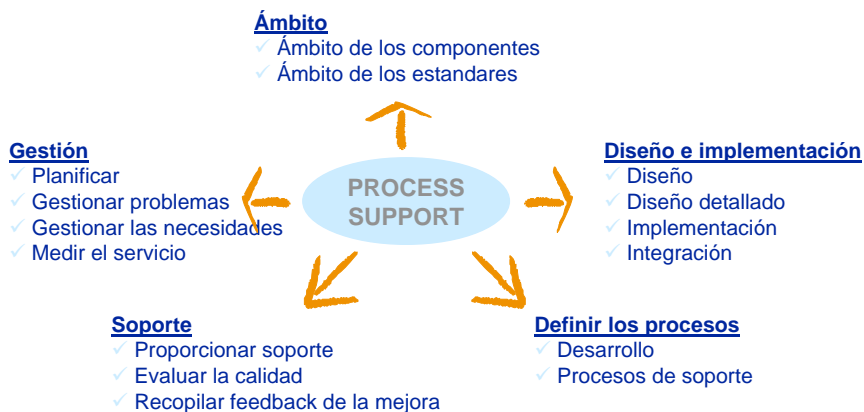 Ámbito
✓ Ámbito de los componentes
✓ Ámbito de los estandares
Gestión
✓ Planificar
✓ Gestionar problemas
✓ Gestionar las necesidades
✓ Medir el servicio
PROCESS
SUPPORT
Diseño e implementación
✓ Diseño
✓ Diseño detallado
✓ Implementación
✓ Integración
Soporte
✓ Proporcionar soporte
✓ Evaluar la calidad
✓ Recopilar feedback de la mejora
Definir los procesos
✓ Desarrollo
✓ Procesos de soporte